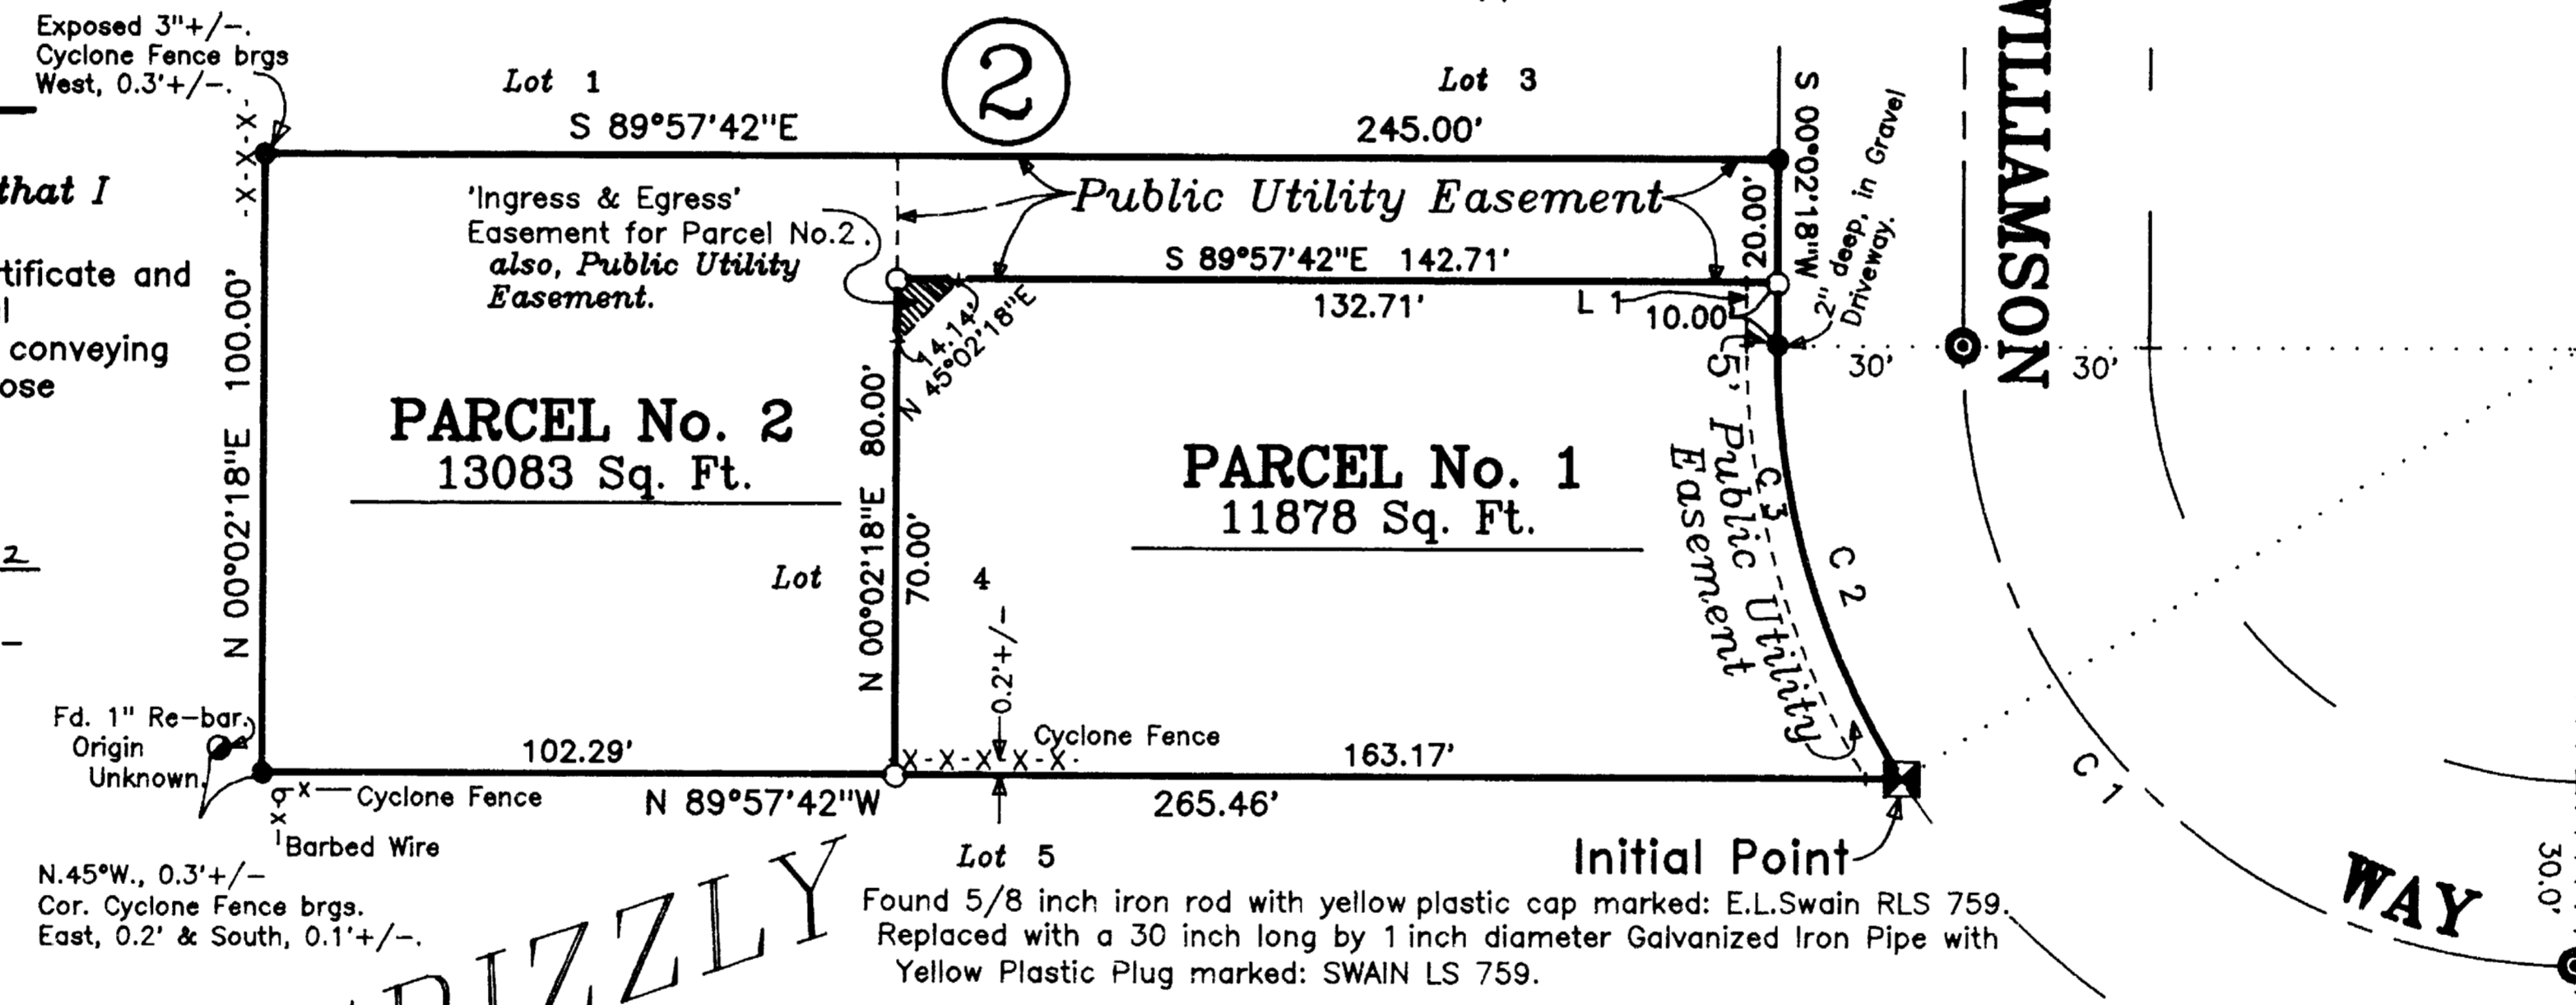 Exposed 3"+/-.
Cyclone Fence brgs
West, 0.3'+/-.
Lot 1
2
Lot 3
S 89°57'42"E
245.00'
that I
tificate and
conveying
ose
2
'Ingress & Egress'
Easement for Parcel No.2.
also, Public Utility
Easement.
Public Utility Easement
S 89°57'42"E 142.71'
132.71'
L 1
10.00'
20.00'
S 00°02'18"W
2" deep, in Gravel
Driveway.
30'
30'
WILLIAMSON
14.14'
N 45°02'18"E
N 00°02'18"E 100.00'
PARCEL No. 2
13083 Sq. Ft.
N 00°02'18"E 80.00'
70.00'
PARCEL No. 1
11878 Sq. Ft.
5' Public Utility
Easement
C 3
C 2
Lot 4
0.2'+/-
Cyclone Fence
Fd. 1" Re-bar.
Origin
Unknown.
102.29'
163.17'
X-X-X-X-X-
Cyclone Fence
Barbed Wire
N 89°57'42"W
265.46'
C 1
N.45°W., 0.3'+/-
Cor. Cyclone Fence brgs.
East, 0.2' & South, 0.1'+/-.
Lot 5
Initial Point
Found 5/8 inch iron rod with yellow plastic cap marked: E.L.Swain RLS 759.
Replaced with a 30 inch long by 1 inch diameter Galvanized Iron Pipe with
Yellow Plastic Plug marked: SWAIN LS 759.
RIZZLY
WAY
30.0'